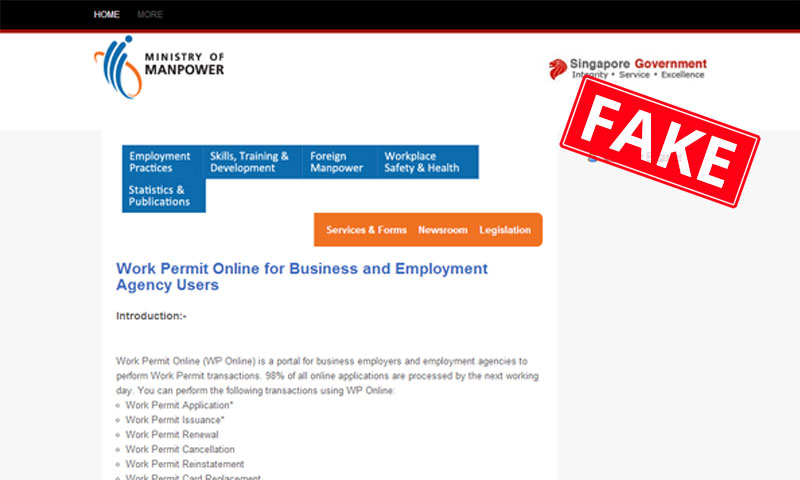 HOME MORE
MINISTRY OF
MANPOWER
Singapore Government
Integrity • Service • Excellence
FAKE
Employment
Practices
Skills, Training &
Development
Foreign
Manpower
Workplace
Safety & Health
Statistics &
Publications
Services & Forms Newsroom Legislation
Work Permit Online for Business and Employment
Agency Users
Introduction:-
Work Permit Online (WP Online) is a portal for business employers and employment agencies to
perform Work Permit transactions. 98% of all online applications are processed by the next working
day. You can perform the following transactions using WP Online:
Work Permit Application*
Work Permit Issuance*
Work Permit Renewal
Work Permit Cancellation
Work Permit Reinstatement
Work Permit Card Replacement